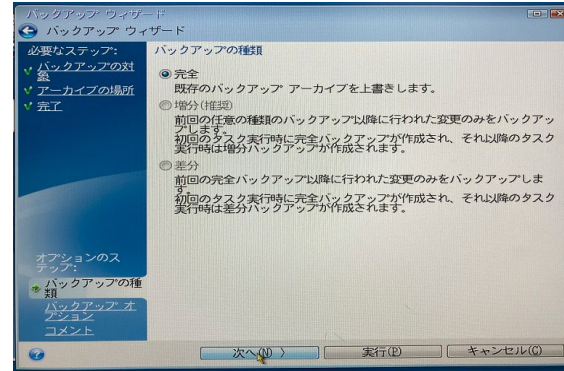 バックアップ ウィザード
バックアップ ウィザード
必要なステップ:
バックアップの対
象
アーカイブの場所
完了
オプションのス
テップ:
バックアップの種
類
バックアップ オ
プション
コメント
バックアップの種類
完全
既存のバックアップ アーカイブを上書きします。
増分(推奨)
前回の任意の種類のバックアップ以降に行われた変更のみをバックアッ
プします。
初回のタスク実行時に完全バックアップが作成され、それ以降のタスク
実行時は増分バックアップが作成されます。
差分
前回の完全バックアップ以降に行われた変更のみをバックアップしま
す。
初回のタスク実行時に完全バックアップが作成され、それ以降のタスク
実行時は差分バックアップが作成されます。
次へ(N) 〉
実行(P)
キャンセル(C)